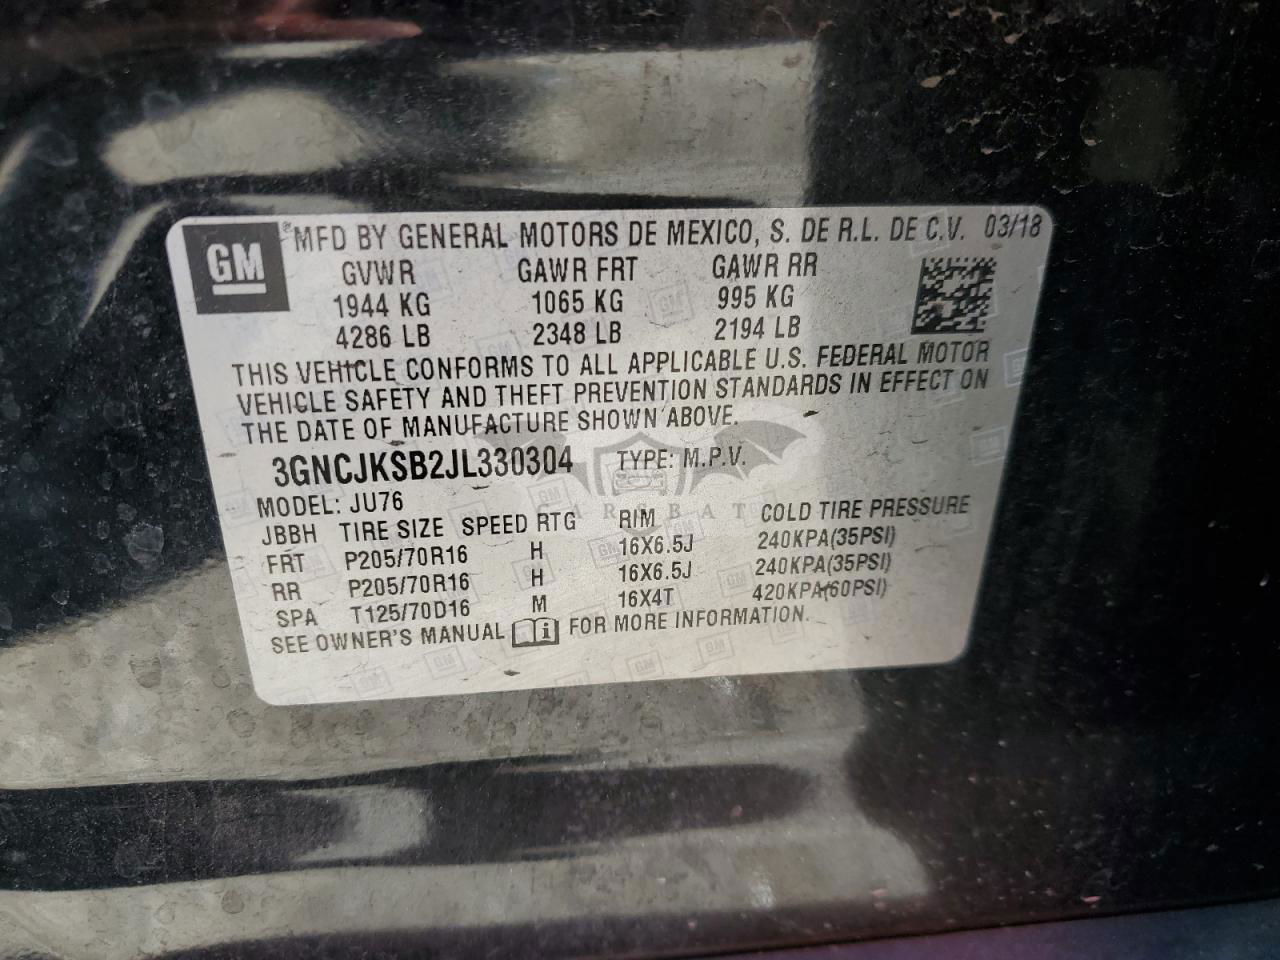 GM ® MFD BY GENERAL MOTORS DE MEXICO, S. DE R.L. DE C.V. 03/18
GVWR GAWR FRT GAWR RR
1944 KG 1065 KG 995 KG
4286 LB 2348 LB 2194 LB
THIS VEHICLE CONFORMS TO ALL APPLICABLE U.S. FEDERAL MOTOR
VEHICLE SAFETY AND THEFT PREVENTION STANDARDS IN EFFECT ON
THE DATE OF MANUFACTURE SHOWN ABOVE.
3GNCJKSB2JL330304 TYPE: M.P.V.
MODEL: JU76
CARSBAT
JBBH TIRE SIZE SPEED RTG RIM COLD TIRE PRESSURE
FRT P205/70R16 H 16X6.5J 240KPA(35PSI)
RR P205/70R16 H 16X6.5J 240KPA(35PSI)
SPA T125/70D16 M 16X4T 420KPA(60PSI)
SEE OWNER'S MANUAL FOR MORE INFORMATION.